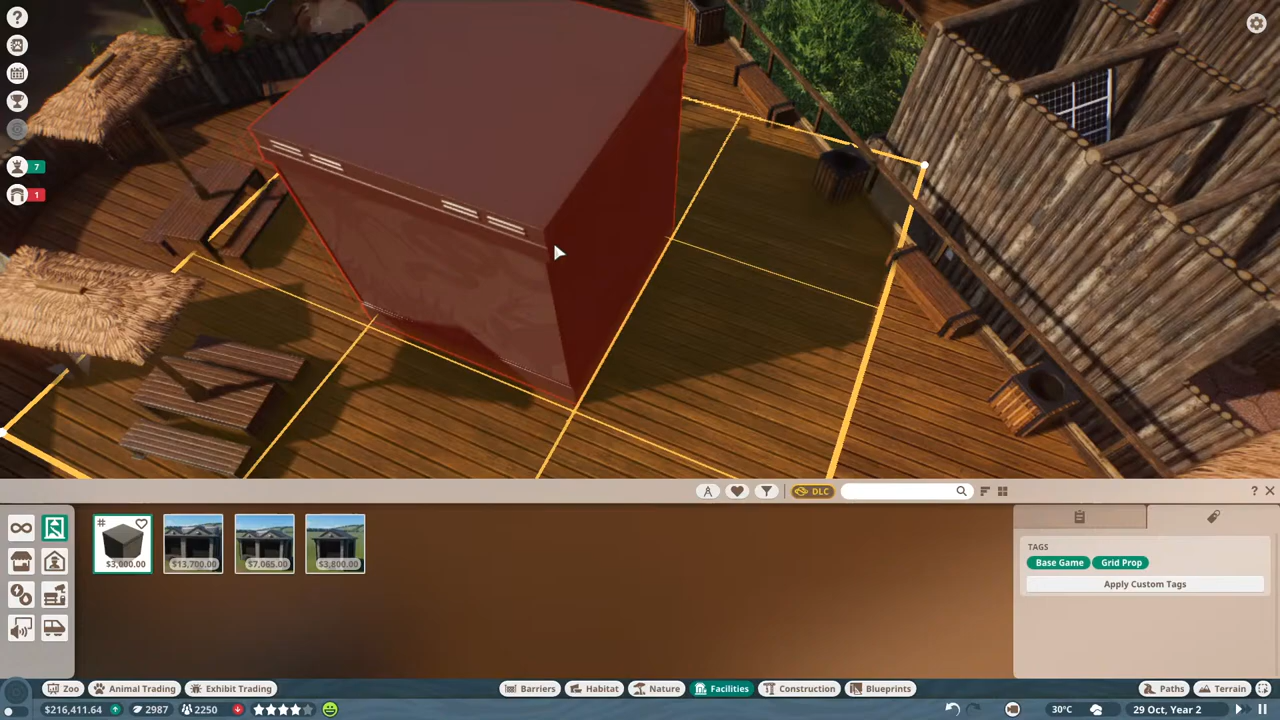 ?
7
1
DLC
? ×
#
$3,000.00
$13,700.00
$7,065.00
$3,800.00
TAGS
Base Game
Grid Prop
Apply Custom Tags
Zoo
Animal Trading
Exhibit Trading
Barriers
Habitat
Nature
Facilities
Construction
Blueprints
Paths
Terrain
$216,411.64
2987
2250
30°C
29 Oct, Year 2